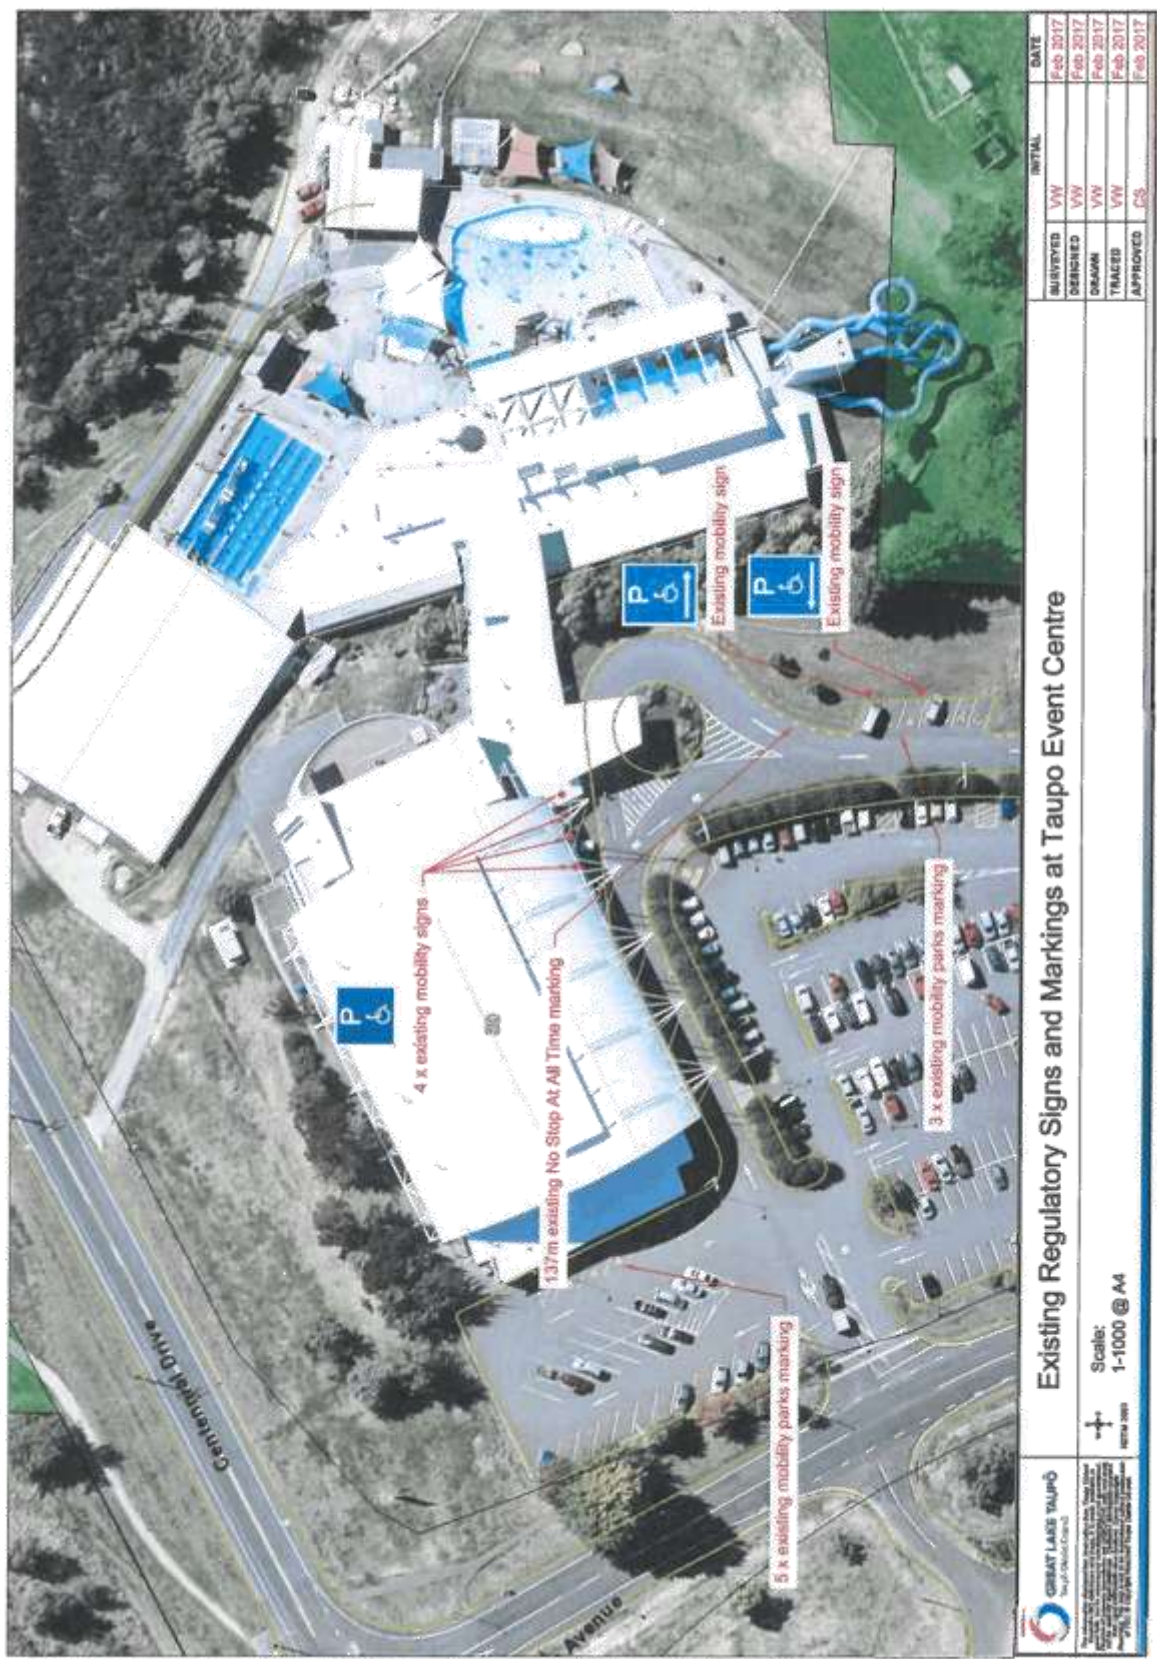 Existing mobility sign
Existing mobility sign
P
P
4 x existing mobility signs
P
137m existing No Stop At All Time marking
3 x existing mobility parks marking
5 x existing mobility parks marking
Centennial Drive
Avenue
GREAT LAKE TAUPŌ
Taupō District Council
Existing Regulatory Signs and Markings at Taupo Event Centre
Scale:
1-1000 @ A4
INITIAL DATE
SURVEYED VW Feb 2017
DESIGNED VW Feb 2017
DRAWN VW Feb 2017
TRACED VW Feb 2017
APPROVED CS Feb 2017